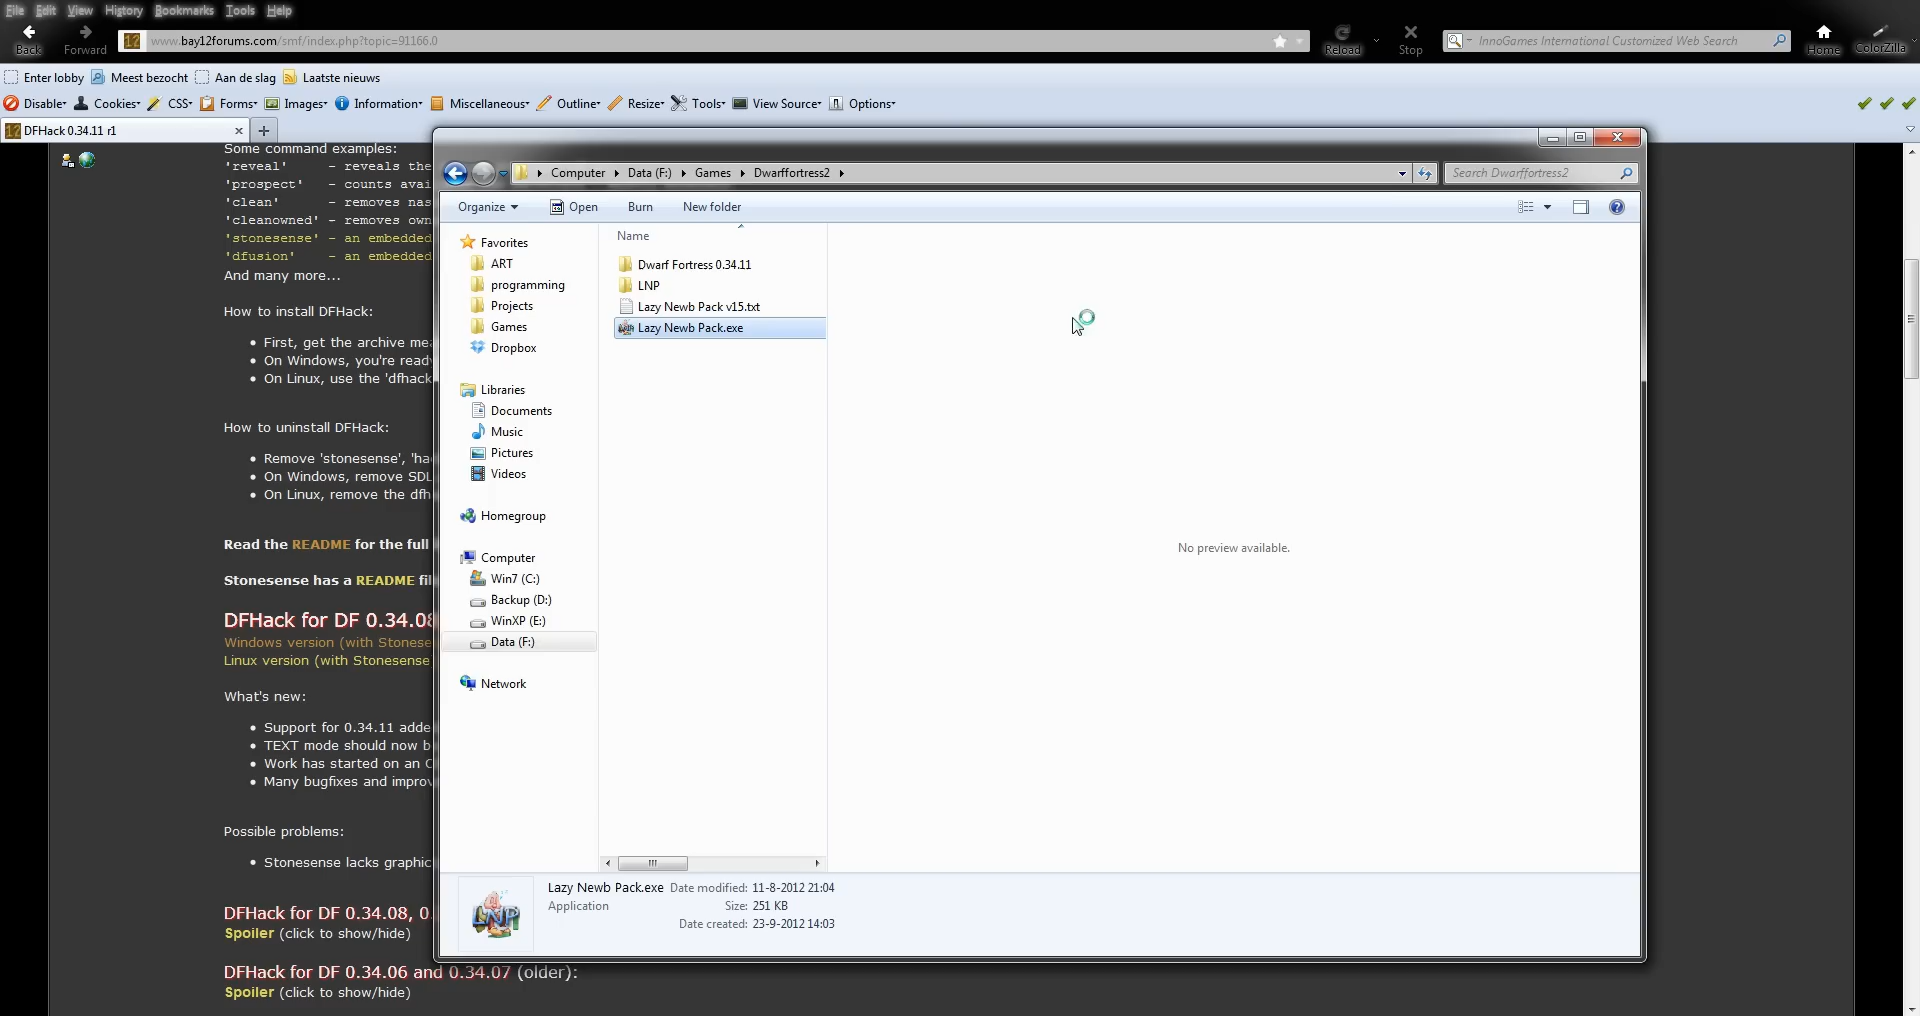 File Edit View History Bookmarks Tools Help
Back Forward www.bay12forums.com/smf/index.php?topic=91166.0 Reload Stop InnoGames International Customized Web Search Home ColorZilla
Enter lobby Meest bezocht Aan de slag Laatste nieuws
Disable Cookies CSS Forms Images Information Miscellaneous Outline Resize Tools View Source Options
DFHack 0.34.11 r1
Some command examples:
'reveal' - reveals the
'prospect' - counts avai
'clean' - removes nas
'cleanowned' - removes own
'stonesense' - an embedded
'dfusion' - an embedded
And many more...
How to install DFHack:
First, get the archive mea
On Windows, you're ready
On Linux, use the 'dfhack
How to uninstall DFHack:
Remove 'stonesense', 'ha
On Windows, remove SDL
On Linux, remove the dfh
Read the README for the full
Stonesense has a README fil
DFHack for DF 0.34.08
Windows version (with Stonese
Linux version (with Stonesense
What's new:
Support for 0.34.11 adde
TEXT mode should now b
Work has started on an C
Many bugfixes and improv
Possible problems:
Stonesense lacks graphic
DFHack for DF 0.34.08, 0.
Spoiler (click to show/hide)
DFHack for DF 0.34.06 and 0.34.07 (older):
Spoiler (click to show/hide)
Computer Data (F:) Games Dwarffortress2 Search Dwarffortress2
Organize Open Burn New folder
Favorites
ART
programming
Projects
Games
Dropbox
Libraries
Documents
Music
Pictures
Videos
Homegroup
Computer
Win7 (C:)
Backup (D:)
WinXP (E:)
Data (F:)
Network
Name
Dwarf Fortress 0.34.11
LNP
Lazy Newb Pack v15.txt
Lazy Newb Pack.exe
No preview available.
LNP
Lazy Newb Pack.exe Date modified: 11-8-2012 21:04
Application Size: 251 KB
Date created: 23-9-2012 14:03